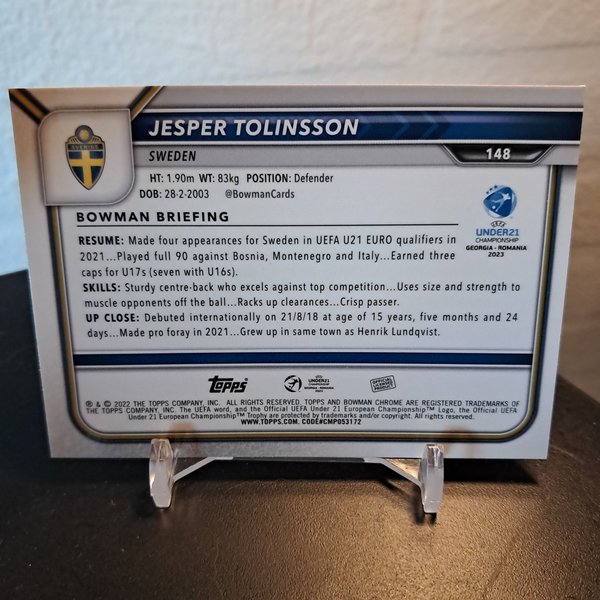 SVERIGE
JESPER TOLINSSON
SWEDEN
148
HT: 1.90m WT: 83kg POSITION: Defender
DOB: 28-2-2003 @BowmanCards
BOWMAN BRIEFING
RESUME: Made four appearances for Sweden in UEFA U21 EURO qualifiers in
2021...Played full 90 against Bosnia, Montenegro and Italy...Earned three
caps for U17s (seven with U16s).
SKILLS: Sturdy centre-back who excels against top competition...Uses size and strength to
muscle opponents off the ball...Racks up clearances...Crisp passer.
UP CLOSE: Debuted internationally on 21/8/18 at age of 15 years, five months and 24
days...Made pro foray in 2021...Grew up in same town as Henrik Lundqvist.
UEFA
UNDER21
CHAMPIONSHIP
GEORGIA - ROMANIA
2023
Topps
UNDER21
CHAMPIONSHIP
OFFICIAL
LICENSED
PRODUCT
® & © 2022 THE TOPPS COMPANY, INC. ALL RIGHTS RESERVED. TOPPS AND BOWMAN CHROME ARE REGISTERED TRADEMARKS OF
THE TOPPS COMPANY, INC. The UEFA word, and the Official UEFA Under 21 European Championship™ Logo, the Official UEFA
Under 21 European Championship™ Trophy are protected by trademarks and/or copyright. All rights reserved.
WWW.TOPPS.COM. CODE#CMP053172